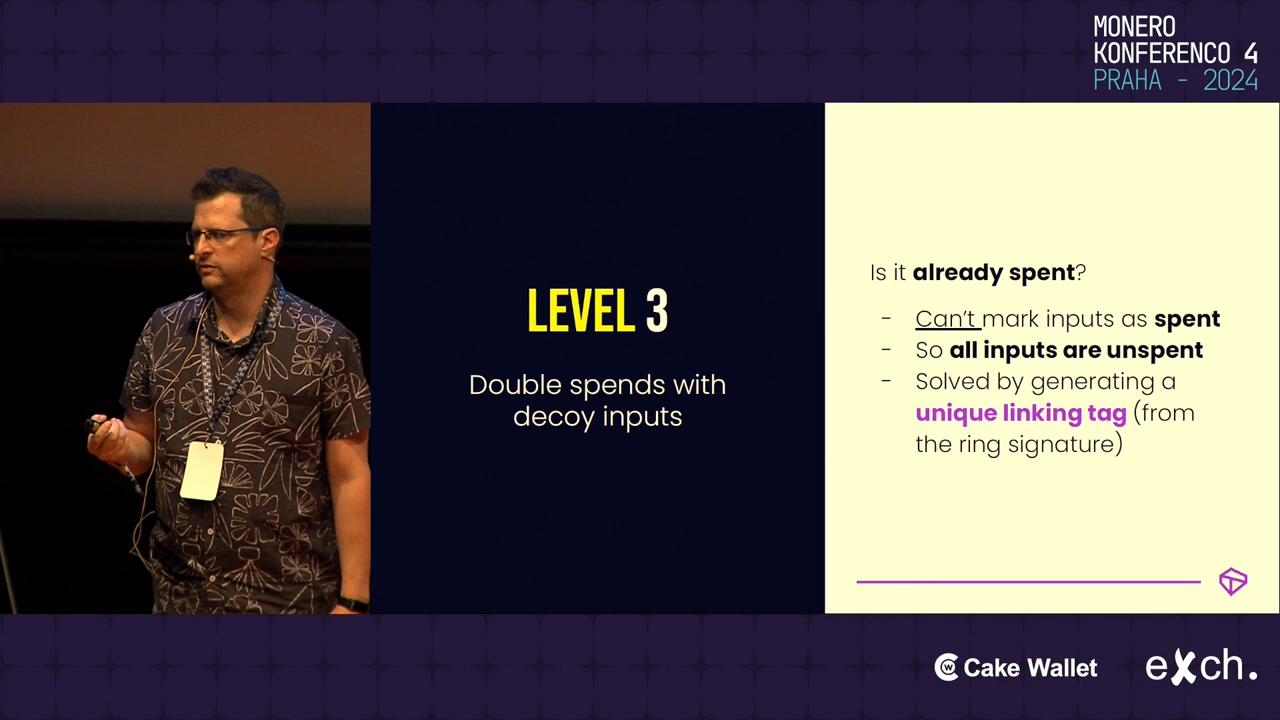 MONERO
KONFERENCO 4
PRAHA - 2024
LEVEL 3
Double spends with
decoy inputs
Is it already spent?
- Can't mark inputs as spent
- So all inputs are unspent
- Solved by generating a
unique linking tag (from
the ring signature)
Cake Wallet
exch.